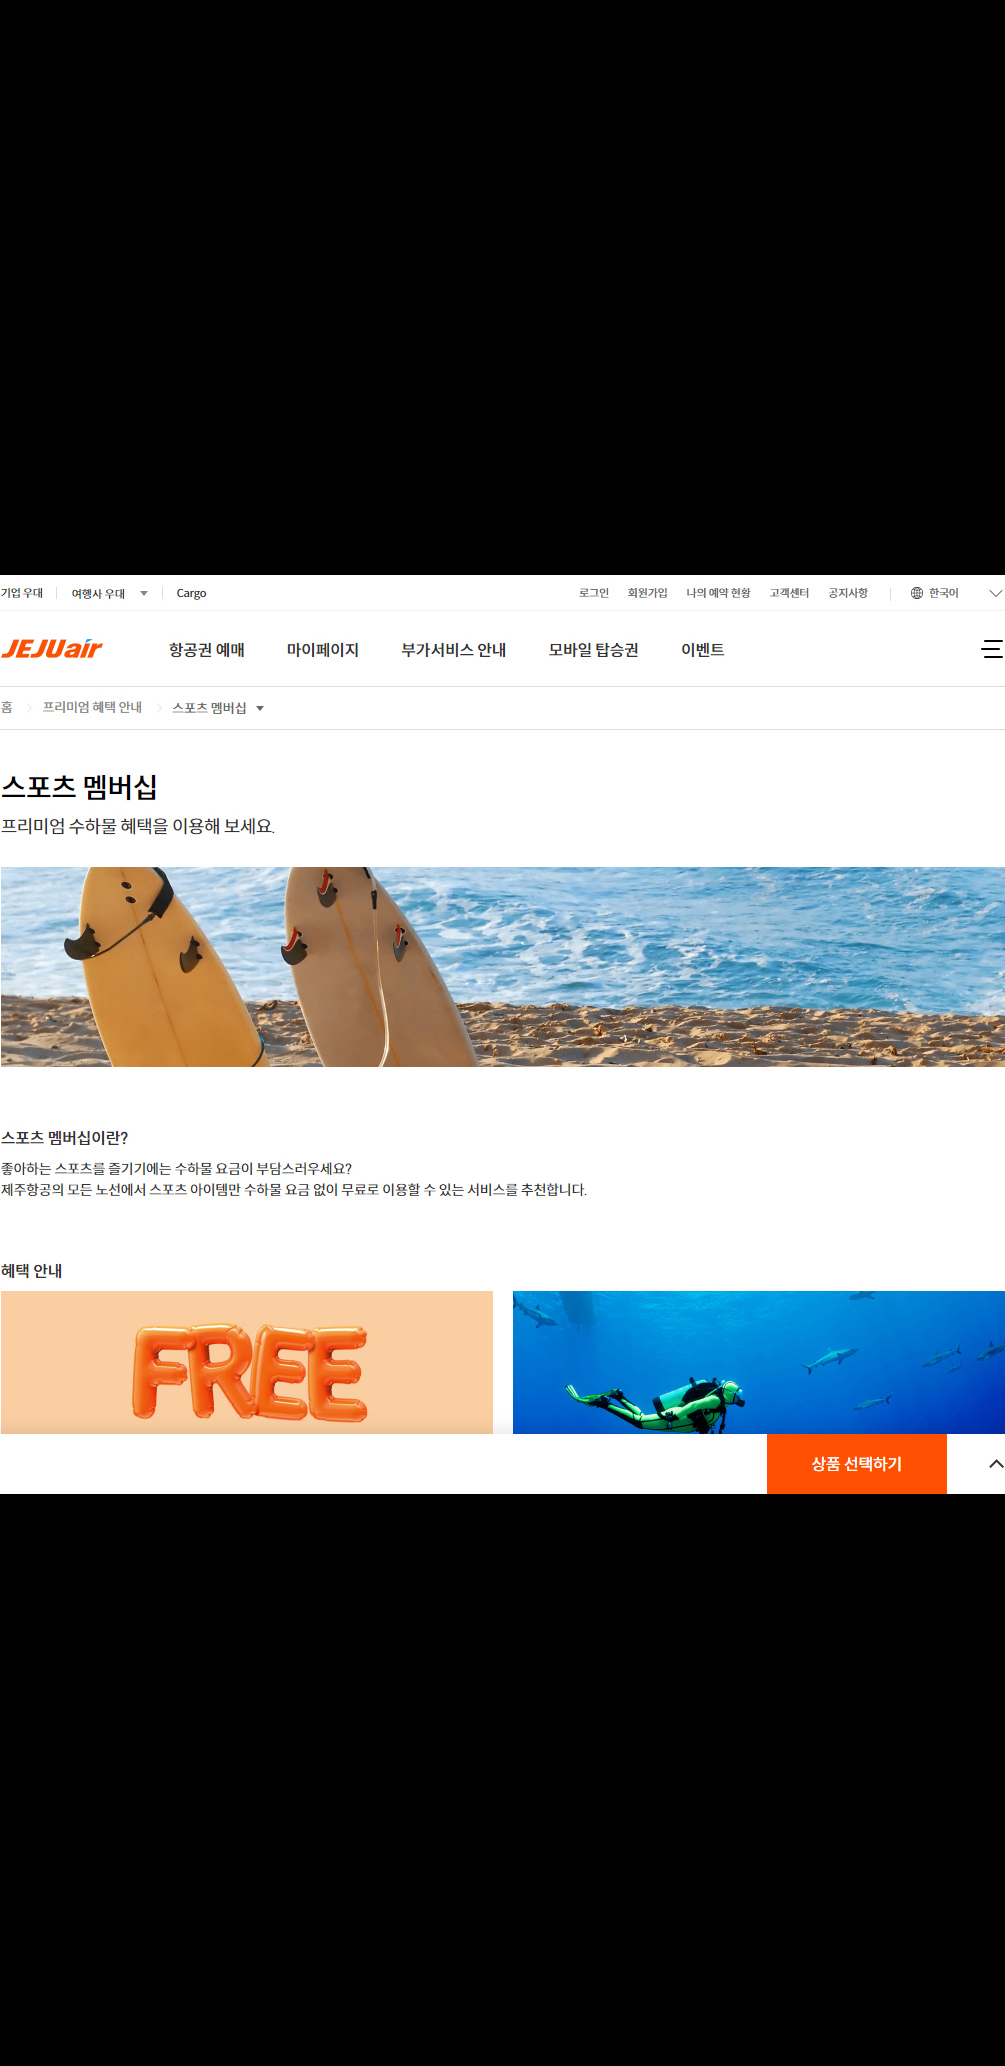 기업 우대
여행사 우대
Cargo
로그인
회원가입
나의 예약 현황
고객센터
공지사항
한국어
JEJUair
항공권 예매
마이페이지
부가서비스 안내
모바일 탑승권
이벤트
홈
프리미엄 혜택 안내
스포츠 멤버십
스포츠 멤버십
프리미엄 수하물 혜택을 이용해 보세요.
스포츠 멤버십이란?
좋아하는 스포츠를 즐기기에는 수하물 요금이 부담스러우세요?
제주항공의 모든 노선에서 스포츠 아이템만 수하물 요금 없이 무료로 이용할 수 있는 서비스를 추천합니다.
혜택 안내
FREE
상품 선택하기